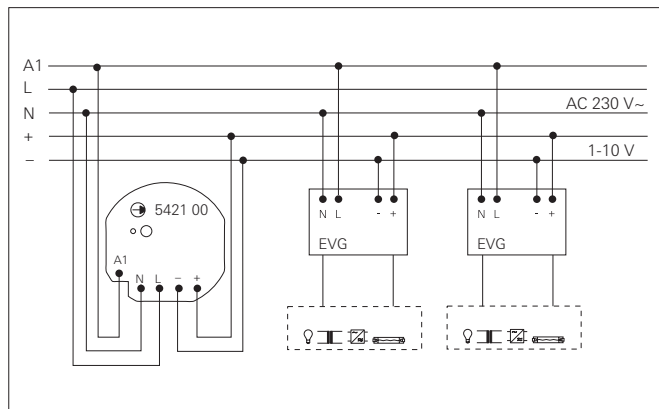 A1
L
N
AC 230 V~
+
–
1-10 V
5421 00
A1
N L – +
N L - +
EVG
N L - +
EVG